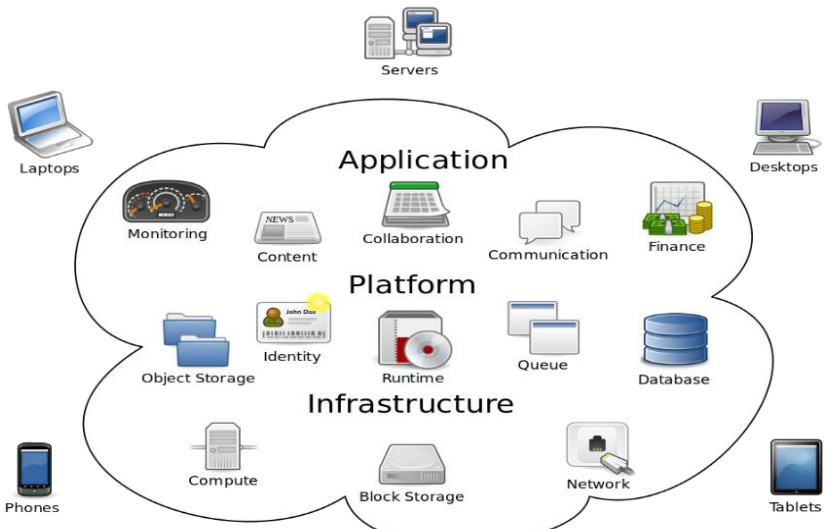 Servers
Laptops
Desktops
Application
Monitoring
Content
NEWS
Collaboration
Communication
Finance
Platform
Object Storage
John Doe
Identity
Runtime
Queue
Database
Infrastructure
Compute
Block Storage
Network
Phones
Tablets